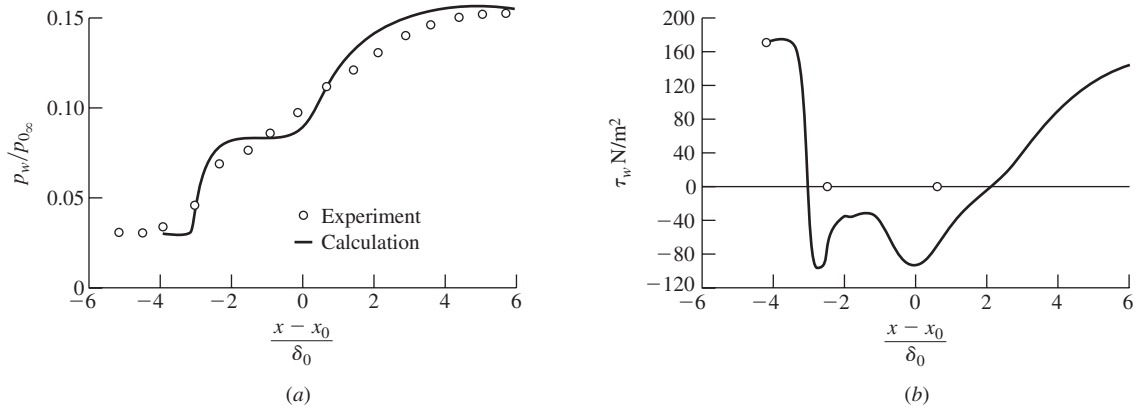 0.15
0.10
0.05
0
p_w/p_{0_∞}
Experiment
Calculation
−6 −4 −2 0 2 4 6
x − x_0
δ_0
(a)
200
160
120
80
40
0
−40
−80
−120
τ_w N/m²
−6 −4 −2 0 2 4 6
x − x_0
δ_0
(b)